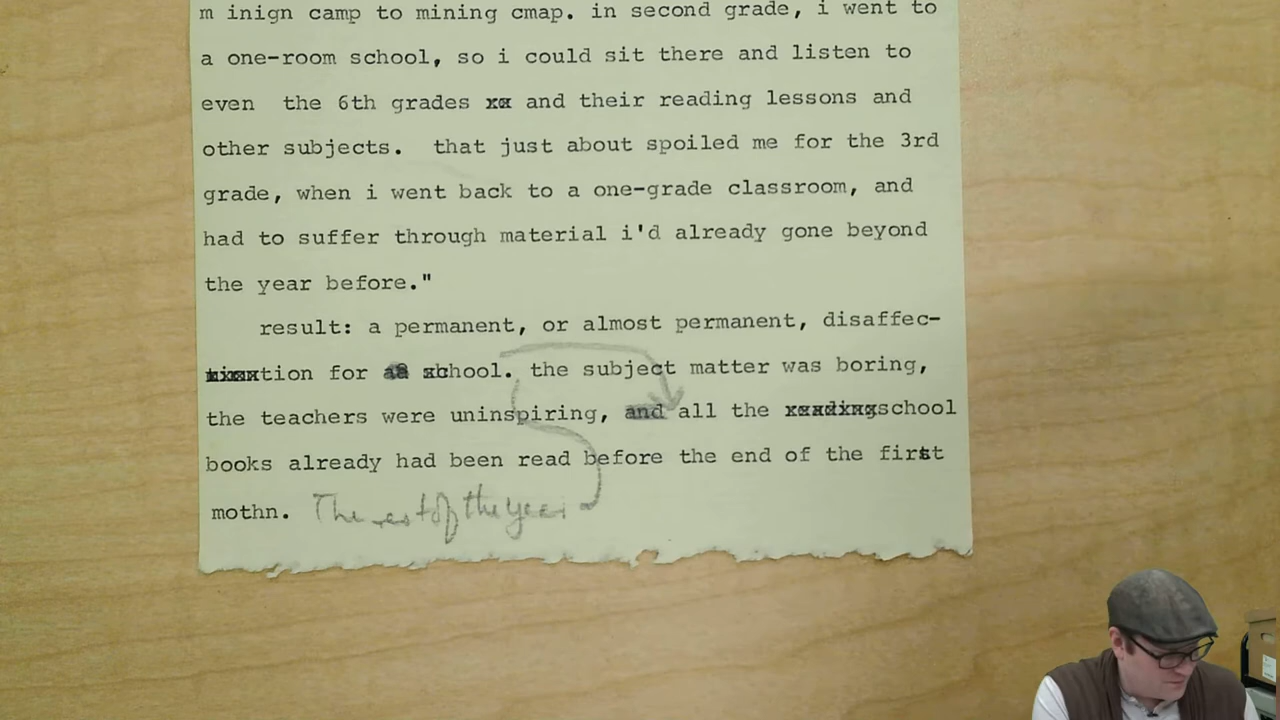 m inign camp to mining cmap. in second grade, i went to
a one-room school, so i could sit there and listen to
even the 6th grades xx and their reading lessons and
other subjects. that just about spoiled me for the 3rd
grade, when i went back to a one-grade classroom, and
had to suffer through material i'd already gone beyond
the year before."
result: a permanent, or almost permanent, disaffec-
tion for school. the subject matter was boring,
the teachers were uninspiring, and all the school
books already had been read before the end of the first
mothn. The rest of the year